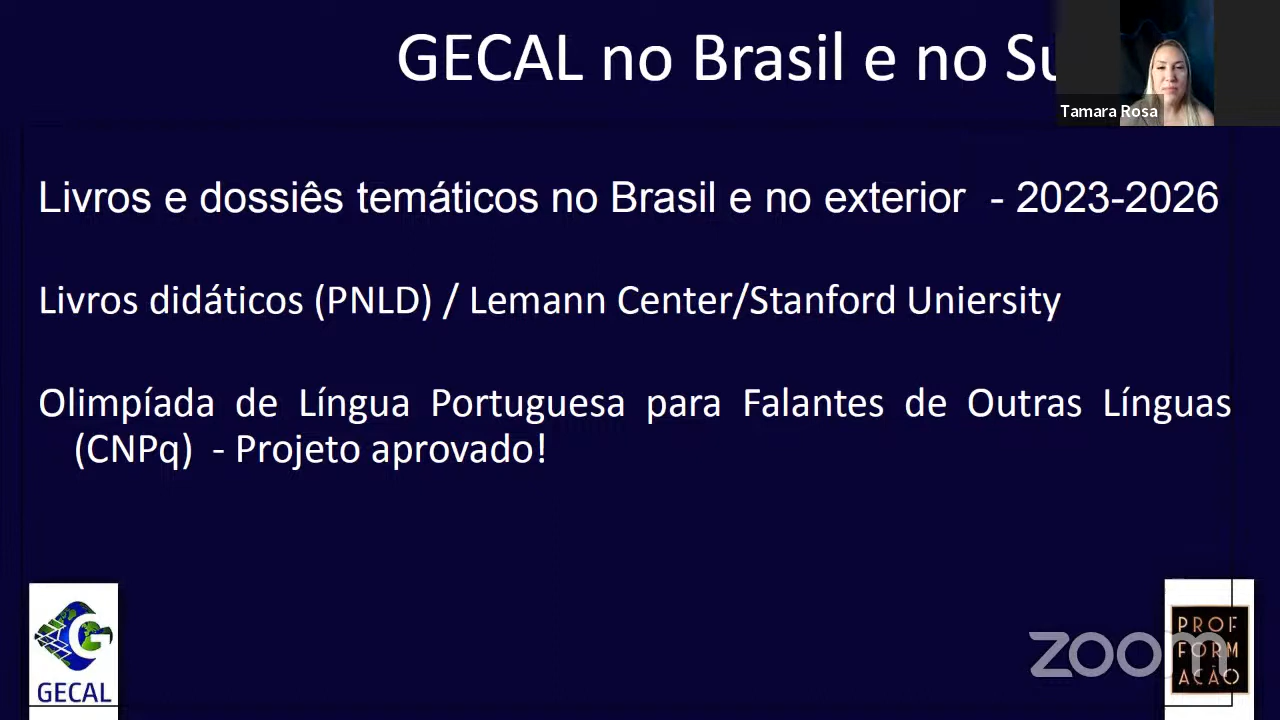 GECAL no Brasil e no Su
Tamara Rosa
Livros e dossiês temáticos no Brasil e no exterior - 2023-2026
Livros didáticos (PNLD) / Lemann Center/Stanford Uniersity
Olimpíada de Língua Portuguesa para Falantes de Outras Línguas
(CNPq) - Projeto aprovado!
GECAL
zoom
PROF
FORM
AÇÃO